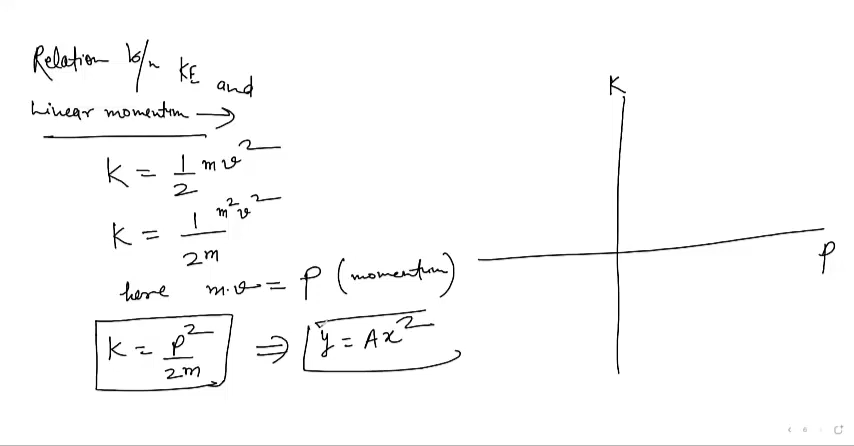 Relation b/n KE and
Linear momentum →
K = 1/2 mv²
K = 1/2m m²v²
here m.v = P (momentum)
K = P²/2m ⇒ y = Ax²
K
P